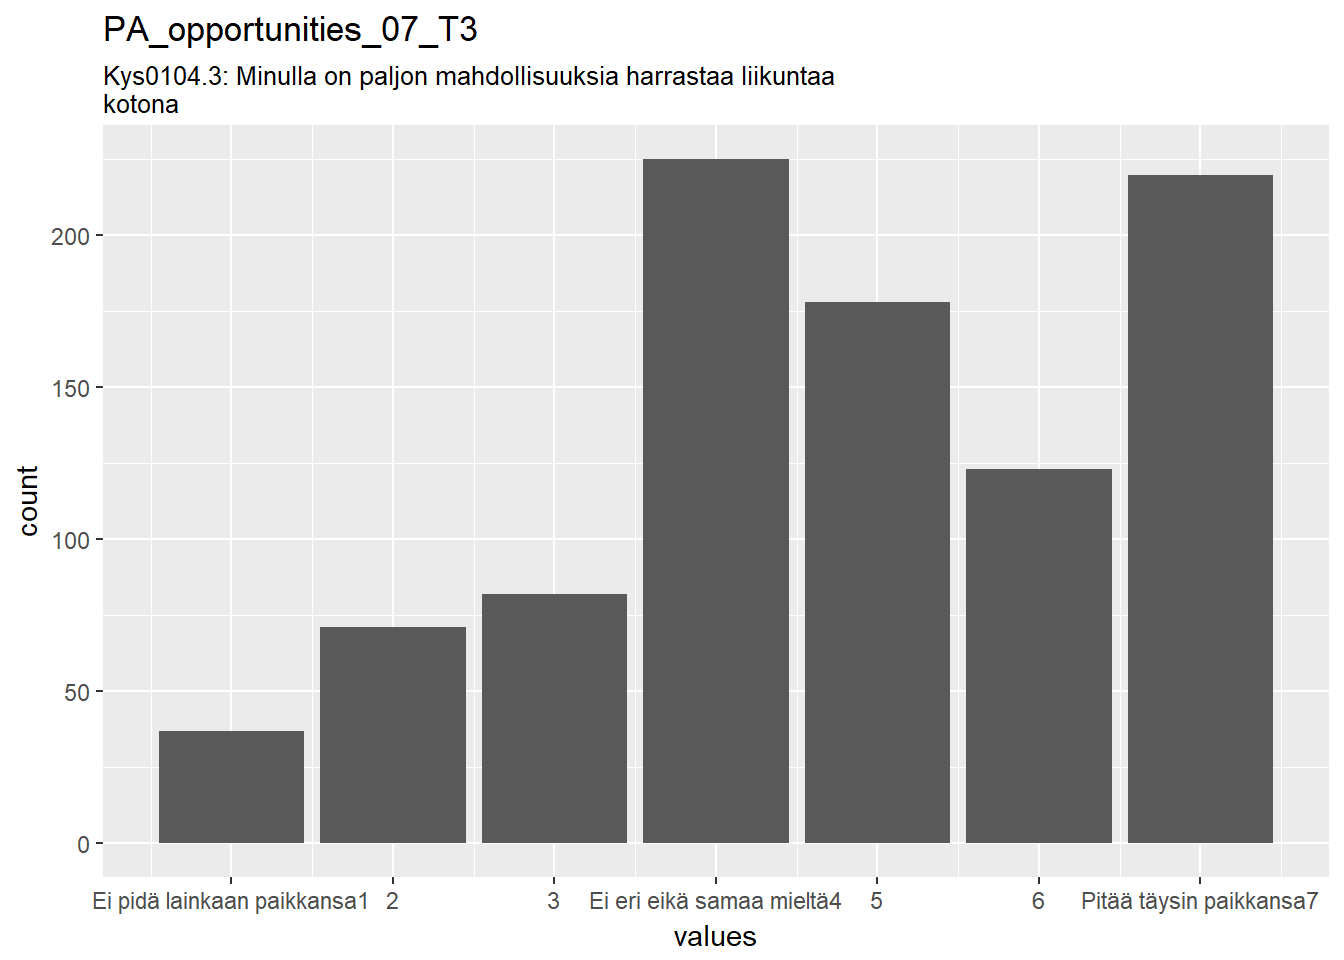 PA_opportunities_07_T3
Kys0104.3: Minulla on paljon mahdollisuuksia harrastaa liikuntaa
kotona
200
150
100
50
0
count
Ei pidä lainkaan paikkansa1 2 3 Ei eri eikä samaa mieltä4 5 6 Pitää täysin paikkansa7
values